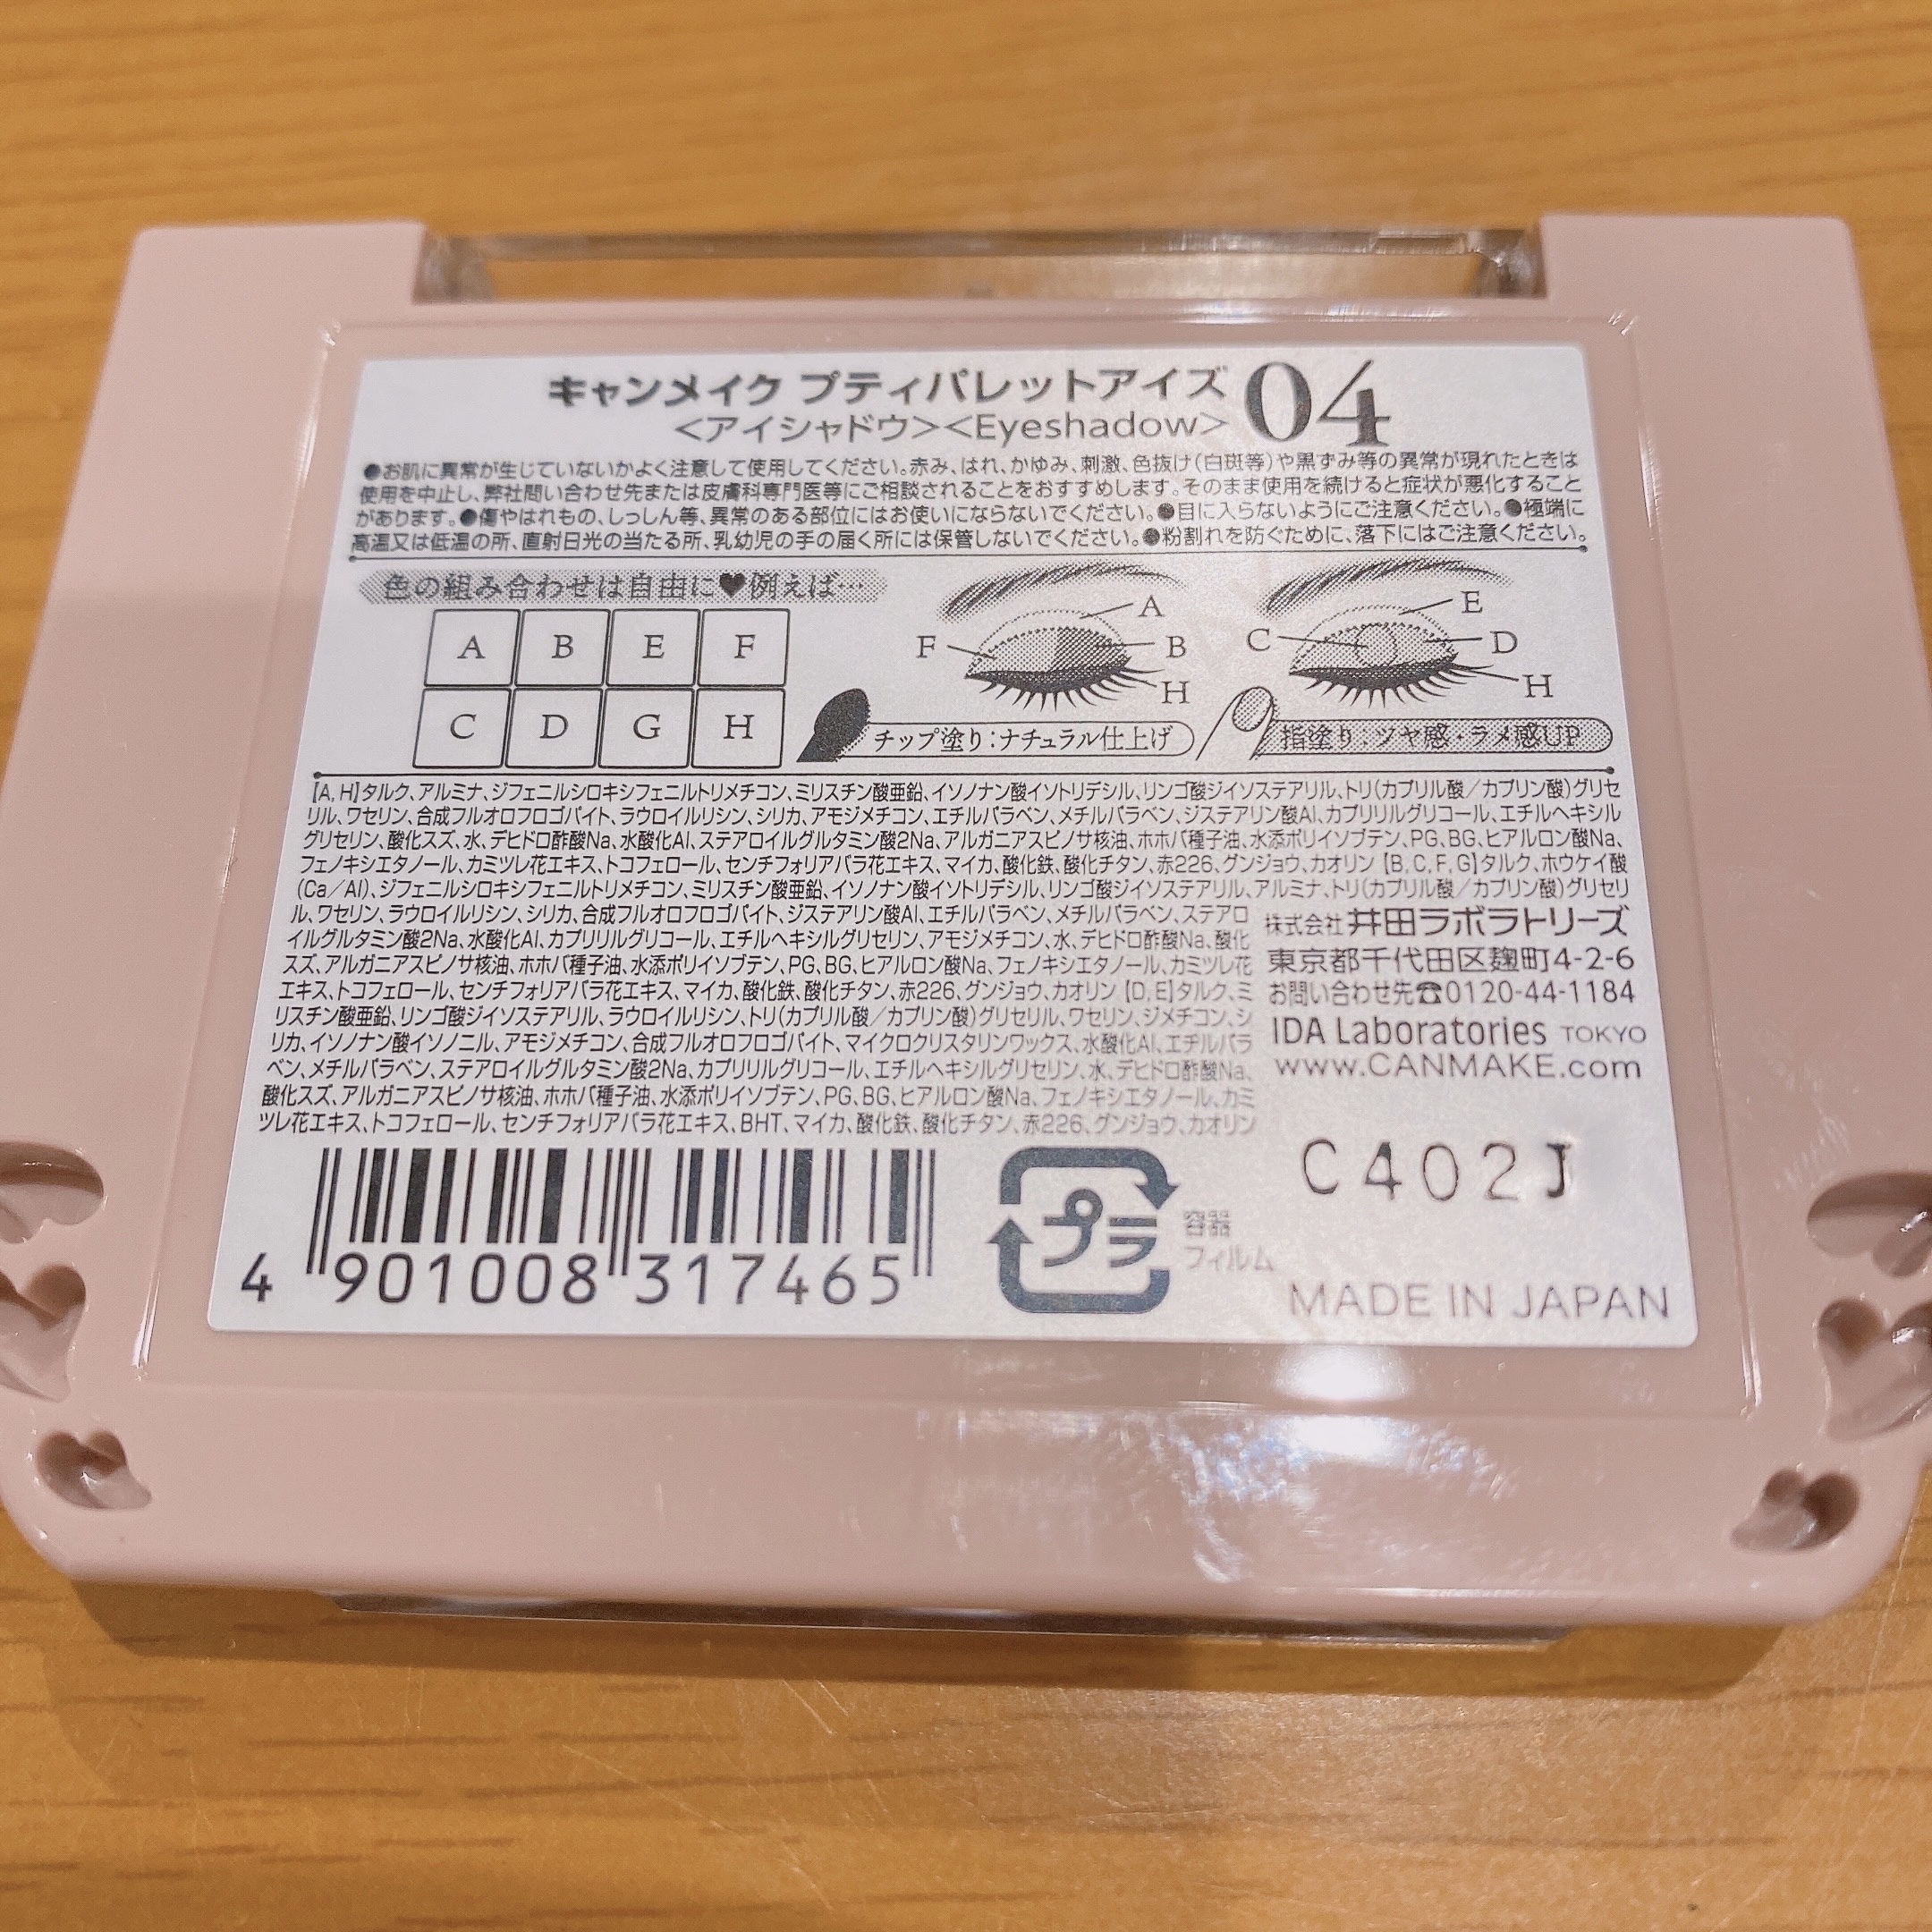 キャンメイク プティパレットアイズ 04
<アイシャドウ><Eyeshadow>
●お肌に異常が生じていないかよく注意して使用してください。赤み、はれ、かゆみ、刺激、色抜け(白斑等)や黒ずみ等の異常が現れたときは
使用を中止し、弊社問い合わせ先または皮膚科専門医等にご相談されることをおすすめします。そのまま使用を続けると症状が悪化すること
があります。●傷やはれもの、しっしん等、異常のある部位にはお使いにならないでください。●目に入らないようにご注意ください。●極端に
高温又は低温の所、直射日光の当たる所、乳幼児の手の届く所には保管しないでください。●粉割れを防ぐために、落下にはご注意ください。
色の組み合わせは自由に♥例えば…
A B E F
C D G H
A
F
B
H
チップ塗り:ナチュラル仕上げ
E
C
D
H
指塗り:ツヤ感・ラメ感UP
【A,H】タルク、アルミナ、ジフェニルシロキシフェニルトリメチコン、ミリスチン酸亜鉛、イソノナン酸イソトリデシル、リンゴ酸ジイソステアリル、トリ(カプリル酸/カプリン酸)グリセ
リル、ワセリン、合成フルオロフロゴパイト、ラウロイルリシン、シリカ、アモジメチコン、エチルパラベン、メチルパラベン、ジステアリン酸Al、カプリリルグリコール、エチルヘキシル
グリセリン、酸化スズ、水、デヒドロ酢酸Na、水酸化Al、ステアロイルグルタミン酸2Na、アルガニアスピノサ核油、ホホバ種子油、水添ポリイソブテン、PG、BG、ヒアルロン酸Na、
フェノキシエタノール、カミツレ花エキス、トコフェロール、センチフォリアバラ花エキス、マイカ、酸化鉄、酸化チタン、赤226、グンジョウ、カオリン【B,C,F,G】タルク、ホウケイ酸
(Ca/Al)、ジフェニルシロキシフェニルトリメチコン、ミリスチン酸亜鉛、イソノナン酸イソトリデシル、リンゴ酸ジイソステアリル、アルミナ、トリ(カプリル酸/カプリン酸)グリセリ
ル、ワセリン、ラウロイルリシン、シリカ、合成フルオロフロゴパイト、ジステアリン酸Al、エチルパラベン、メチルパラベン、ステアロ
イルグルタミン酸2Na、水酸化Al、カプリリルグリコール、エチルヘキシルグリセリン、アモジメチコン、水、デヒドロ酢酸Na、酸化
スズ、アルガニアスピノサ核油、ホホバ種子油、水添ポリイソブテン、PG、BG、ヒアルロン酸Na、フェノキシエタノール、カミツレ花
エキス、トコフェロール、センチフォリアバラ花エキス、マイカ、酸化鉄、酸化チタン、赤226、グンジョウ、カオリン【D,E】タルク、ミ
リスチン酸亜鉛、リンゴ酸ジイソステアリル、ラウロイルリシン、トリ(カプリル酸/カプリン酸)グリセリル、ワセリン、ジメチコン、シ
リカ、イソノナン酸イソノニル、アモジメチコン、合成フルオロフロゴパイト、マイクロクリスタリンワックス、水酸化Al、エチルパラ
ベン、メチルパラベン、ステアロイルグルタミン酸2Na、カプリリルグリコール、エチルヘキシルグリセリン、水、デヒドロ酢酸Na、
酸化スズ、アルガニアスピノサ核油、ホホバ種子油、水添ポリイソブテン、PG、BG、ヒアルロン酸Na、フェノキシエタノール、カミ
ツレ花エキス、トコフェロール、センチフォリアバラ花エキス、BHT、マイカ、酸化鉄、酸化チタン、赤226、グンジョウ、カオリン
株式会社 井田ラボラトリーズ
東京都千代田区麹町4-2-6
お問い合わせ先☎0120-44-1184
IDA Laboratories TOKYO
www.CANMAKE.com
C402J
4 901008 317465
プラ
容器
フィルム
MADE IN JAPAN